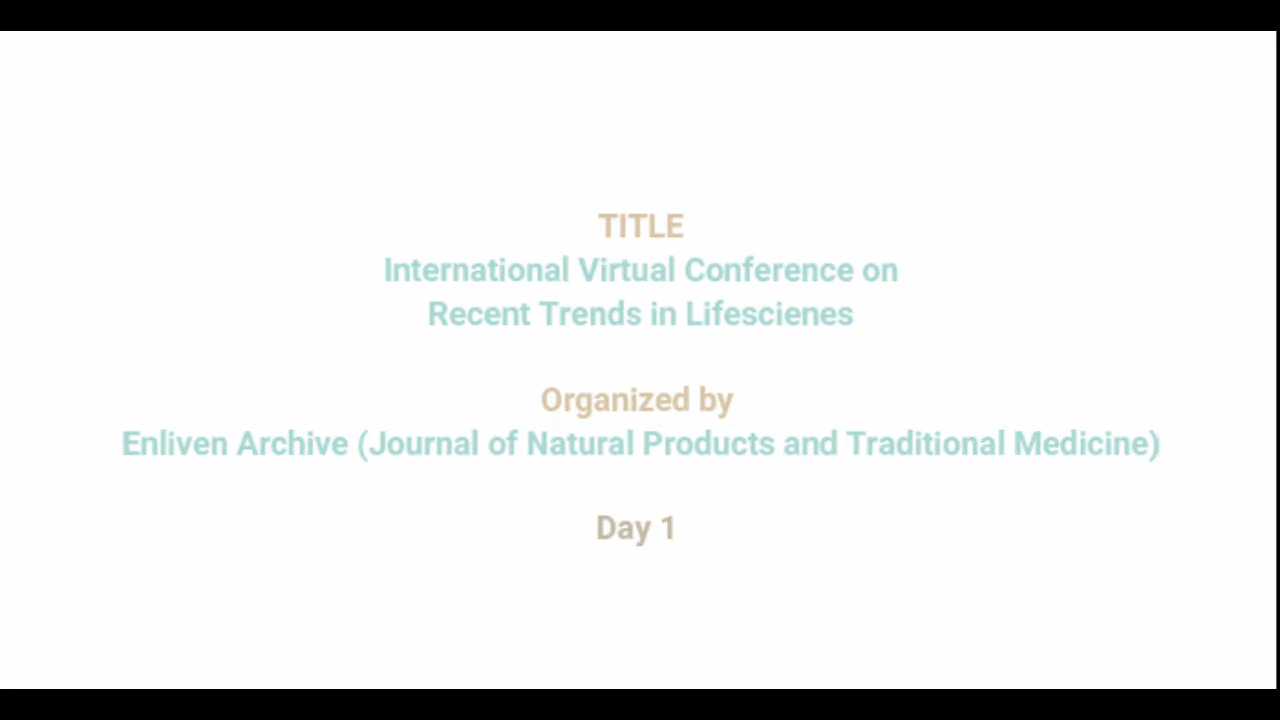 TITLE
International Virtual Conference on
Recent Trends in Lifescienes
Organized by
Enliven Archive (Journal of Natural Products and Traditional Medicine)
Day 1